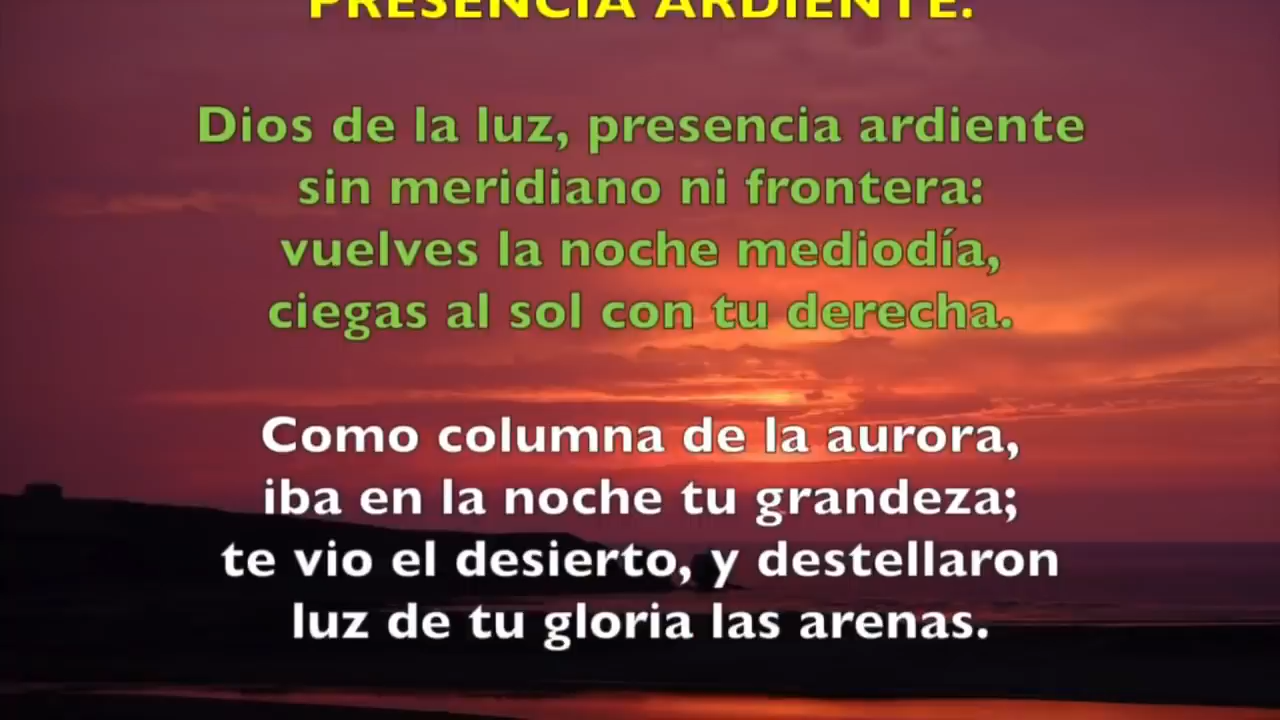 PRESENCIA ARDIENTE.
Dios de la luz, presencia ardiente
sin meridiano ni frontera:
vuelves la noche mediodía,
ciegas al sol con tu derecha.
Como columna de la aurora,
iba en la noche tu grandeza;
te vio el desierto, y destellaron
luz de tu gloria las arenas.